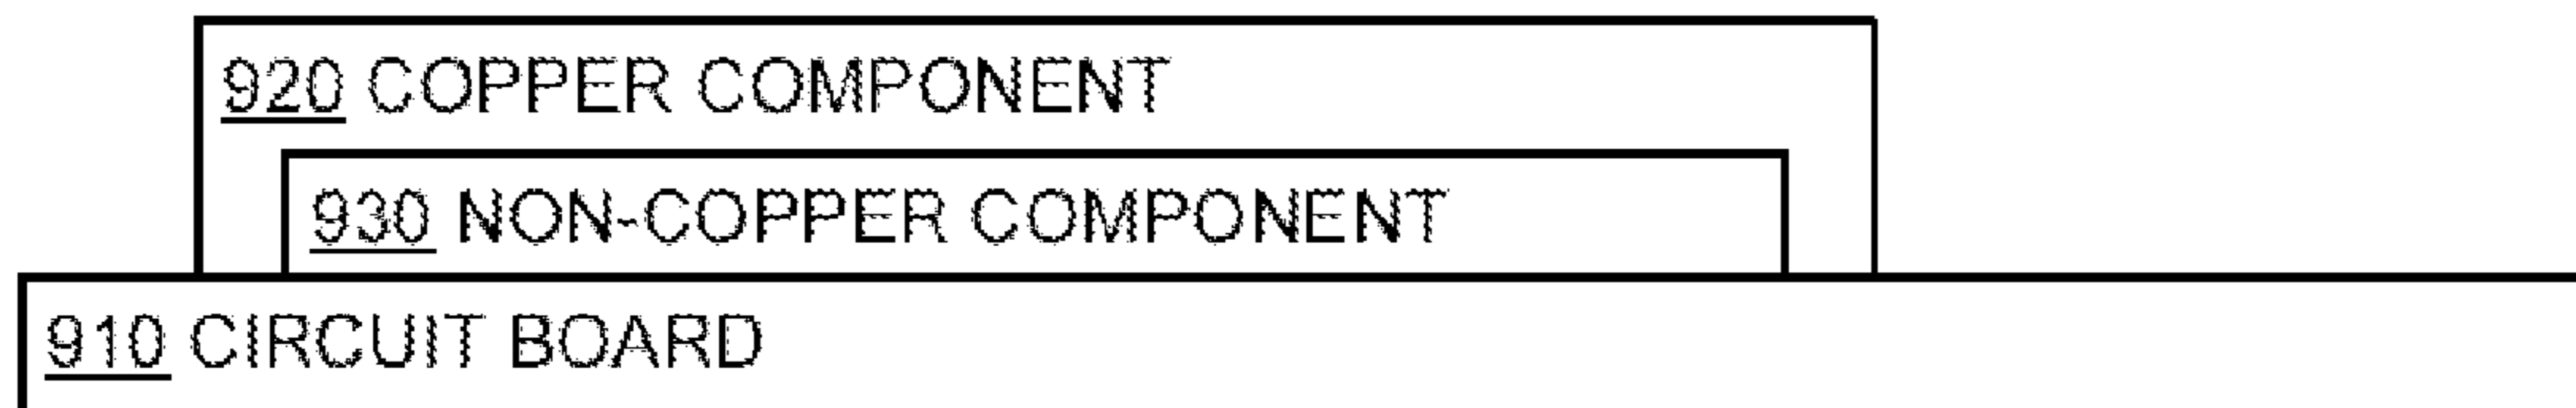 920 COPPER COMPONENT
930 NON-COPPER COMPONENT
910 CIRCUIT BOARD